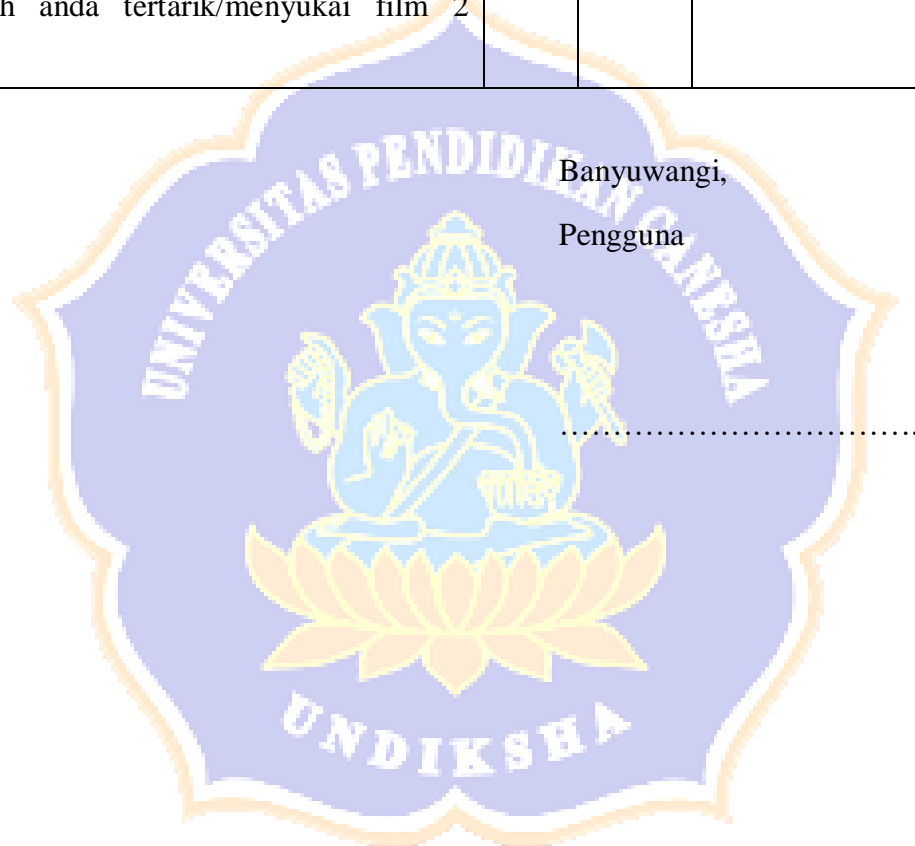 h anda tertarik/menyukai film 2
Banyuwangi,
Pengguna
……………………………
UNIVERSITAS PENDIDIKAN GANESHA
UNDIKSHA